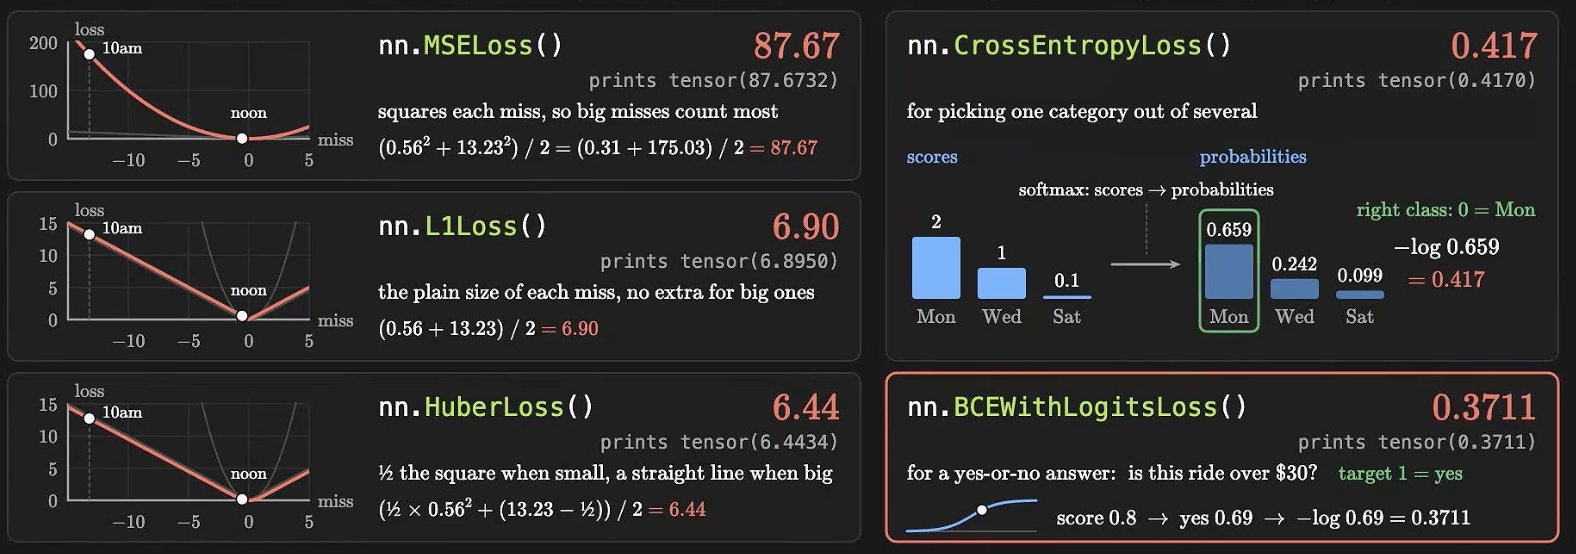 loss
200
100
0
−10
−5
0
5
miss
10am
noon
nn.MSELoss()
87.67
prints tensor(87.6732)
squares each miss, so big misses count most
(0.56² + 13.23²) / 2 = (0.31 + 175.03) / 2 = 87.67
loss
15
10
5
0
−10
−5
0
5
miss
10am
noon
nn.L1Loss()
6.90
prints tensor(6.8950)
the plain size of each miss, no extra for big ones
(0.56 + 13.23) / 2 = 6.90
loss
15
10
5
0
−10
−5
0
5
miss
10am
noon
nn.HuberLoss()
6.44
prints tensor(6.4434)
½ the square when small, a straight line when big
(½ × 0.56² + (13.23 − ½)) / 2 = 6.44
nn.CrossEntropyLoss()
0.417
prints tensor(0.4170)
for picking one category out of several
scores
probabilities
softmax: scores → probabilities
right class: 0 = Mon
2
1
0.1
Mon
Wed
Sat
0.659
0.242
0.099
Mon
Wed
Sat
−log 0.659
= 0.417
nn.BCEWithLogitsLoss()
0.3711
prints tensor(0.3711)
for a yes-or-no answer: is this ride over $30? target 1 = yes
score 0.8 → yes 0.69 → −log 0.69 = 0.3711